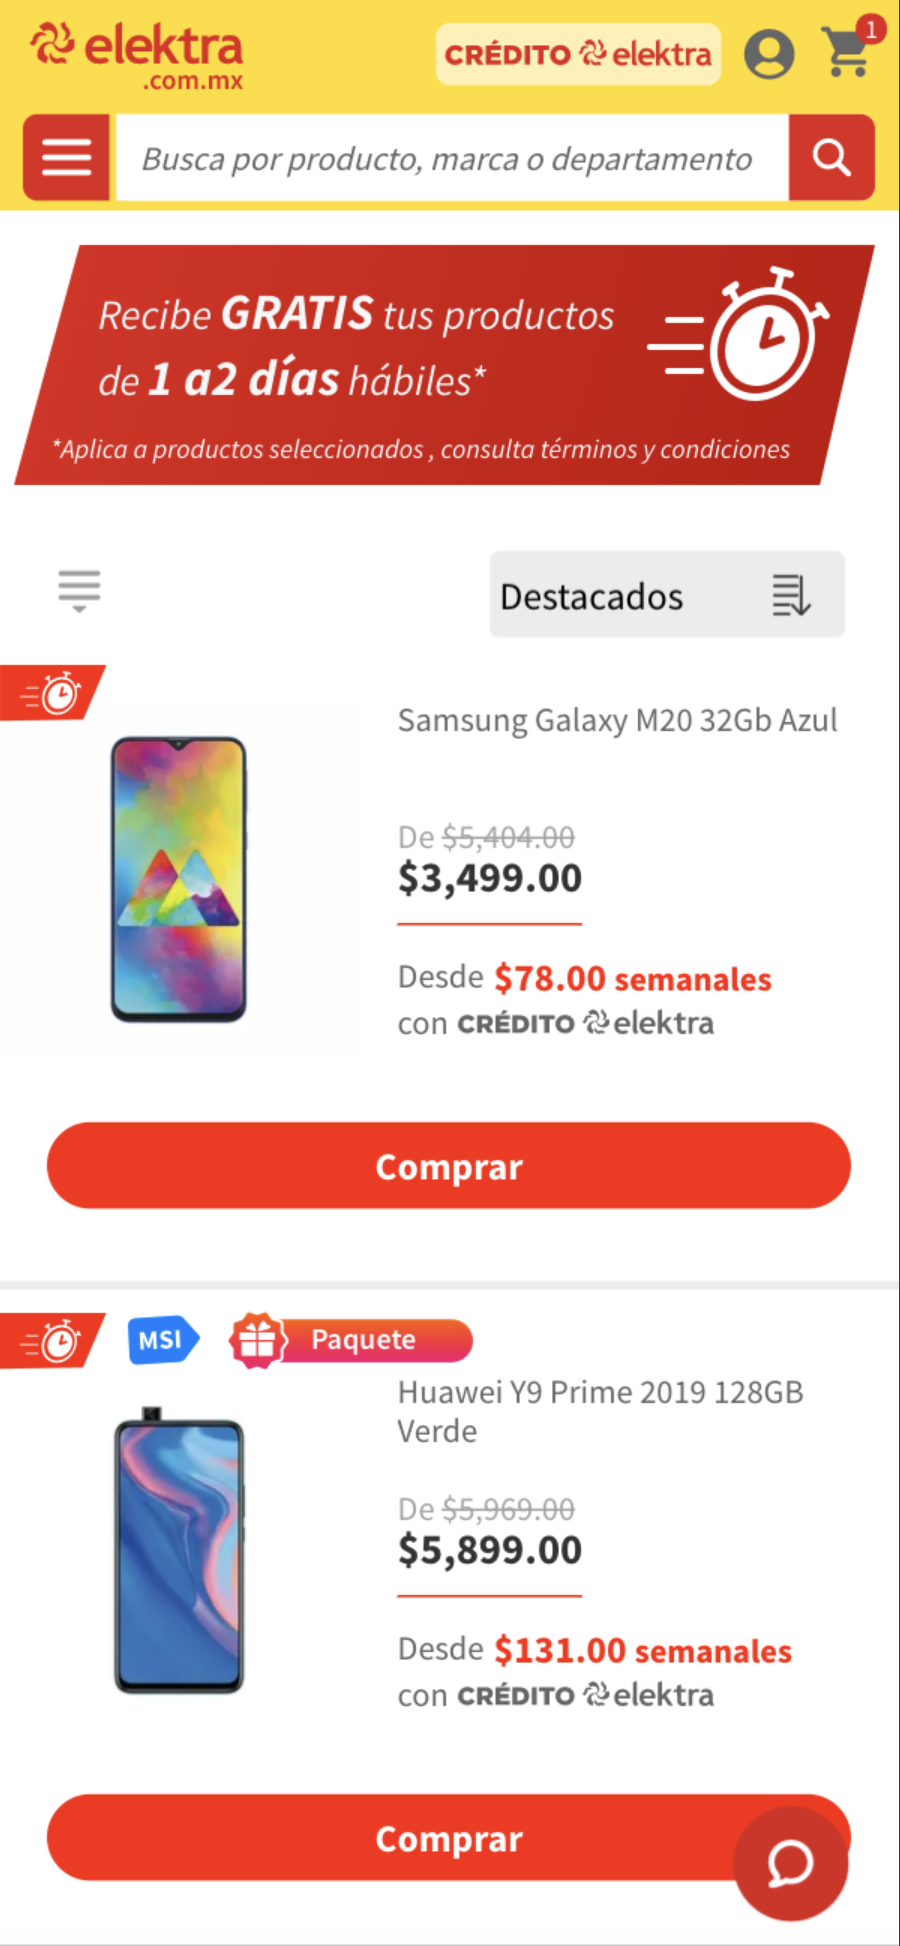 elektra
.com.mx
CRÉDITO elektra
1
Busca por producto, marca o departamento
Recibe GRATIS tus productos
de 1 a2 días hábiles*
*Aplica a productos seleccionados , consulta términos y condiciones
Destacados
Samsung Galaxy M20 32Gb Azul
De $5,404.00
$3,499.00
Desde $78.00 semanales
con CRÉDITO elektra
Comprar
MSI
Paquete
Huawei Y9 Prime 2019 128GB
Verde
De $5,969.00
$5,899.00
Desde $131.00 semanales
con CRÉDITO elektra
Comprar